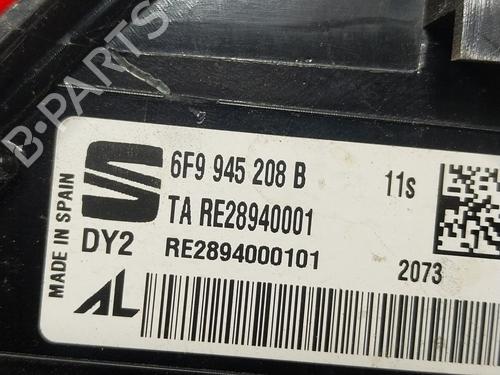 B-PARTS
6F9 945 208 B
11s
TA RE28940001
DY2
RE2894000101
2073
MADE IN SPAIN
AL